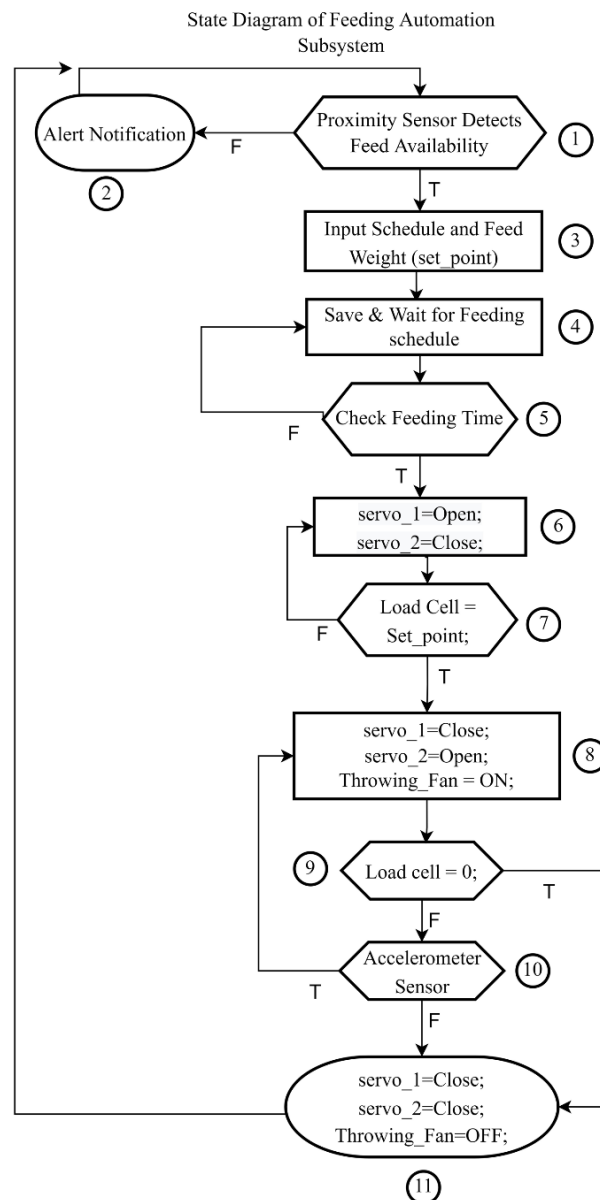 State Diagram of Feeding Automation
Subsystem
Alert Notification
F
2
Proximity Sensor Detects
Feed Availability
1
T
Input Schedule and Feed
Weight (set_point)
3
Save & Wait for Feeding
schedule
4
Check Feeding Time
5
F
T
servo_1=Open;
servo_2=Close;
6
Load Cell =
Set_point;
7
F
T
servo_1=Close;
servo_2=Open;
Throwing_Fan = ON;
8
9
Load cell = 0;
T
F
Accelerometer
Sensor
10
T
F
servo_1=Close;
servo_2=Close;
Throwing_Fan=OFF;
11